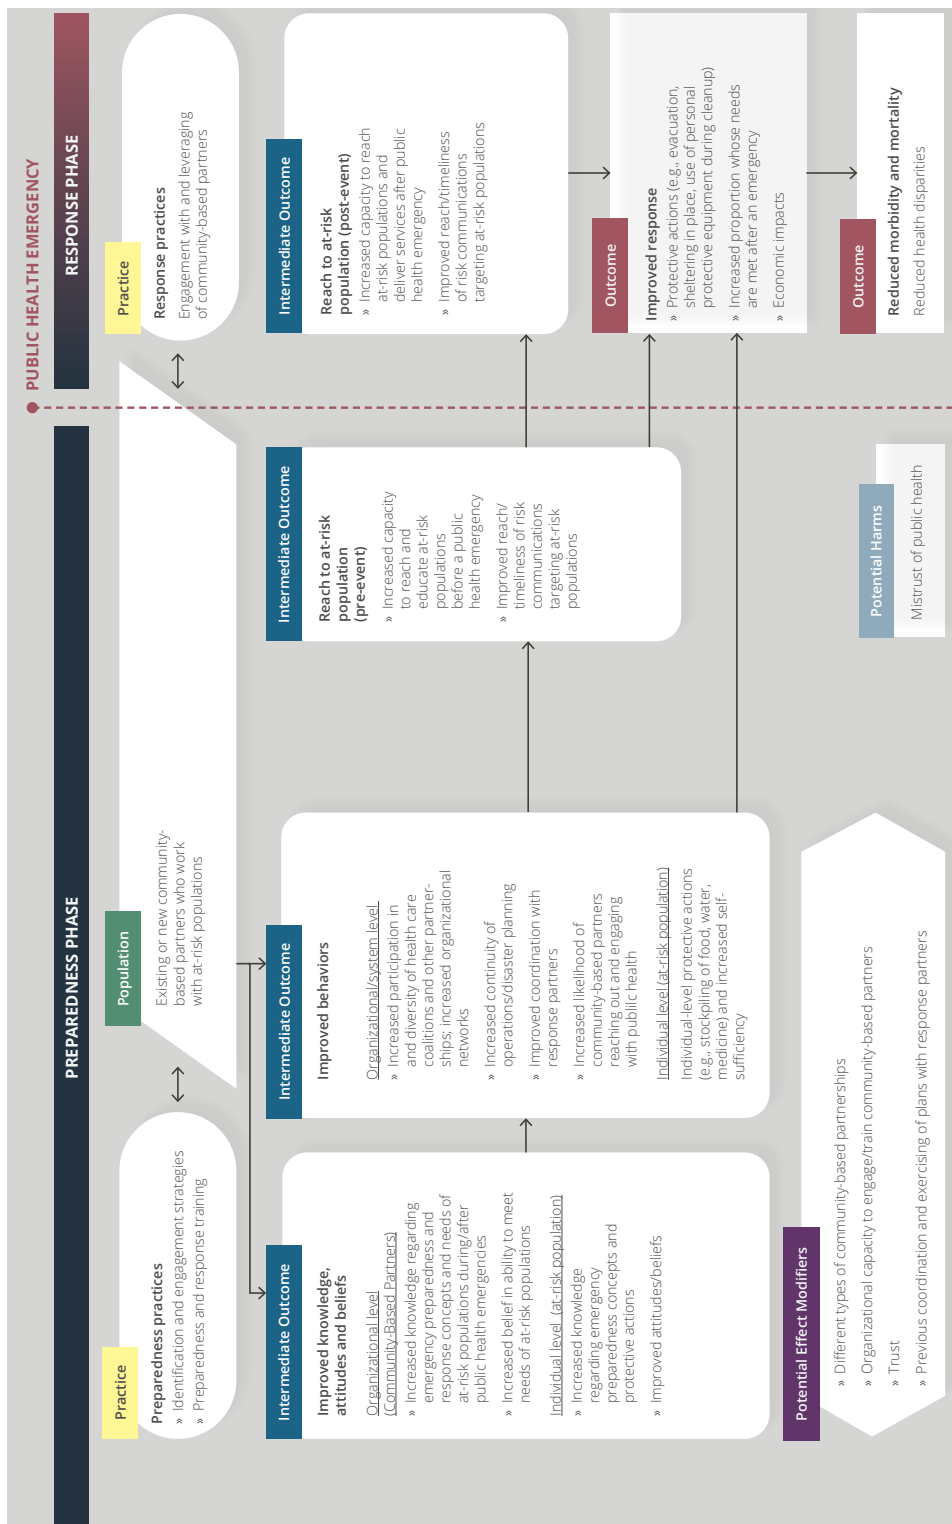 PUBLIC HEALTH EMERGENCY
PREPAREDNESS PHASE
RESPONSE PHASE
Practice
Preparedness practices
» Identification and engagement strategies
» Preparedness and response training
Population
Existing or new community-
based partners who work
with at-risk populations
Practice
Response practices
Engagement with and leveraging
of community-based partners
Intermediate Outcome
Improved knowledge,
attitudes and beliefs
Organizational level
(Community-Based Partners)
» Increased knowledge regarding
emergency preparedness and
response concepts and needs of
at-risk populations during/after
public health emergencies
» Increased belief in ability to meet
needs of at-risk populations
Individual level (at-risk population)
» Increased knowledge
regarding emergency
preparedness concepts and
protective actions
» Improved attitudes/beliefs
Intermediate Outcome
Improved behaviors
Organizational/system level
» Increased participation in
and diversity of health care
coalitions and other partner-
ships; increased organizational
networks
» Increased continuity of
operations/disaster planning
» Improved coordination with
response partners
» Increased likelihood of
community-based partners
reaching out and engaging
with publilc health
Individual level (at-risk population)
Individual-level protective actions
(e.g., stockpiling of food, water,
medicine) and increased self-
sufficiency
Intermediate Outcome
Reach to at-risk
population
(pre-event)
» Increased capacity
to reach and
educate at-risk
populations
before a public
health emergency
» Improved reach/
timeliness of risk
communications
targeting at-risk
populations
Intermediate Outcome
Reach to at-risk
population (post-event)
» Increased capacity to reach
at-risk populations and
deliver services after public
health emergency
» Improved reach/timeliness
of risk communications
targeting at-risk populations
Outcome
Improved response
» Protective actions (e.g., evacuation,
sheltering in place, use of personal
protective equipment during cleanup)
» Increased proportion whose needs
are met after an emergency
» Economic impacts
Outcome
Reduced morbidity and mortality
Reduced health disparities
Potential Effect Modifiers
» Different types of community-based partnerships
» Organizational capacity to engage/train community-based partners
» Trust
» Previous coordination and exercising of plans with response partners
Potential Harms
Mistrust of public health